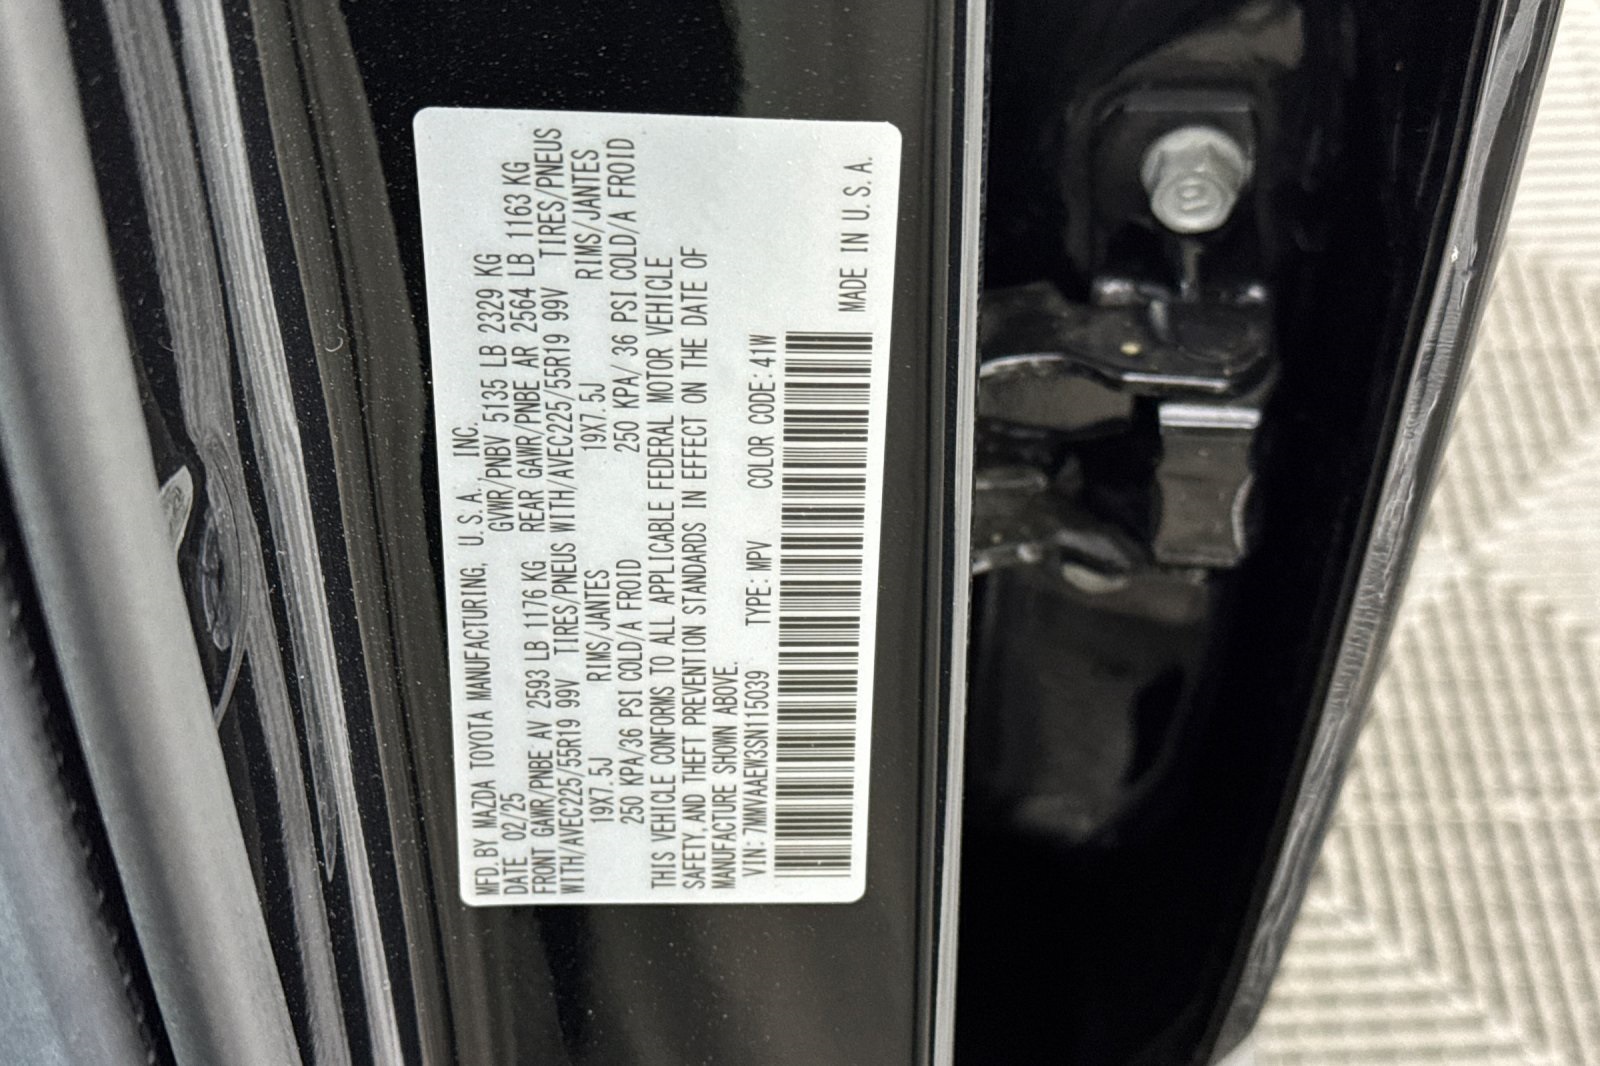 MFD. BY MAZDA TOYOTA MANUFACTURING, U. S. A. INC.
DATE 02/25 GVWR/PNBV 5135 LB 2329 KG
FRONT GAWR/PNBE AV 2593 LB 1176 KG REAR GAWR/PNBE AR 2564 LB 1163 KG
WITH/AVEC225/55R19 99V TIRES/PNEUS WITH/AVEC225/55R19 99V TIRES/PNEUS
19X7. 5J RIMS/JANTES 19X7. 5J RIMS/JANTES
250 KPA/36 PSI COLD/A FROID 250 KPA/ 36 PSI COLD/A FROID
THIS VEHICLE CONFORMS TO ALL APPLICABLE FEDERAL MOTOR VEHICLE
SAFETY, AND THEFT PREVENTION STANDARDS IN EFFECT ON THE DATE OF
MANUFACTURE SHOWN ABOVE.
VIN: 7MMVAAEW3SN115039 TYPE: MPV COLOR CODE: 41W
MADE IN U. S. A.